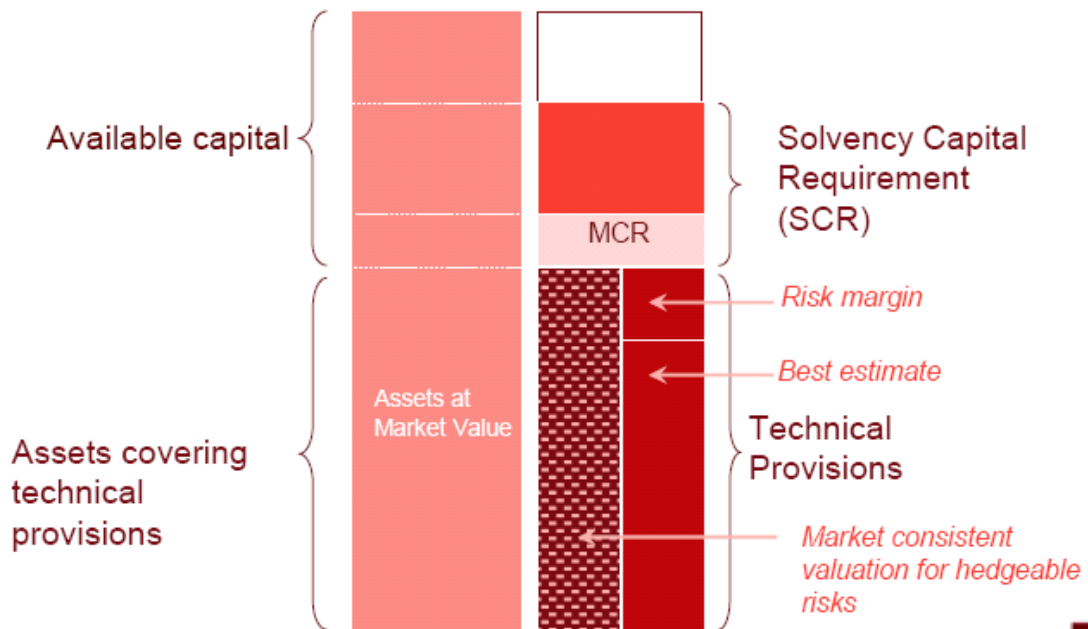 Available capital
Solvency Capital
Requirement
(SCR)
MCR
Risk margin
Best estimate
Assets at
Market Value
Technical
Provisions
Assets covering
technical
provisions
Market consistent
valuation for hedgeable
risks